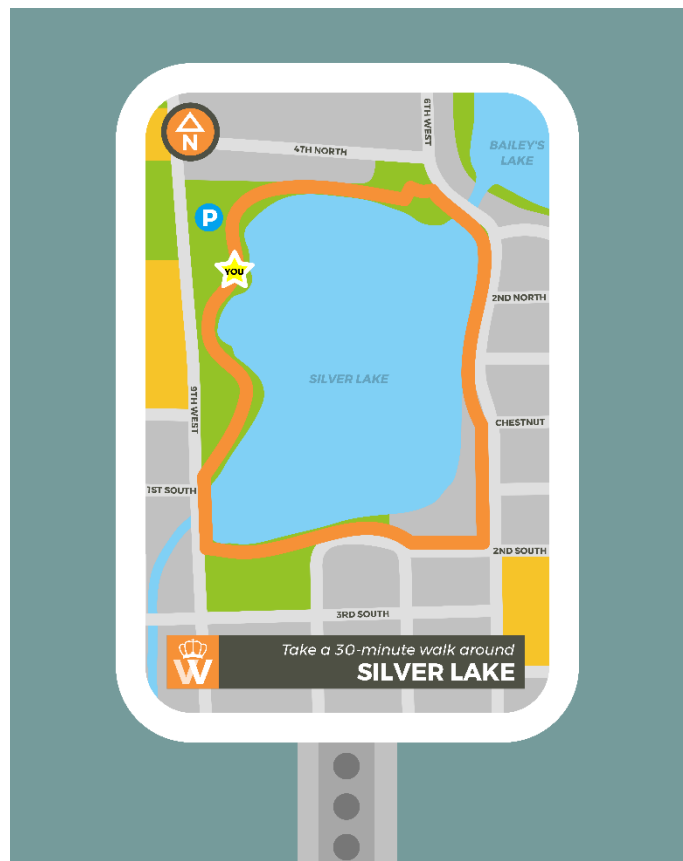 6TH WEST
N
4TH NORTH
BAILEY'S
LAKE
P
YOU
2ND NORTH
SILVER LAKE
9TH WEST
CHESTNUT
1ST SOUTH
2ND SOUTH
3RD SOUTH
W
Take a 30-minute walk around
SILVER LAKE